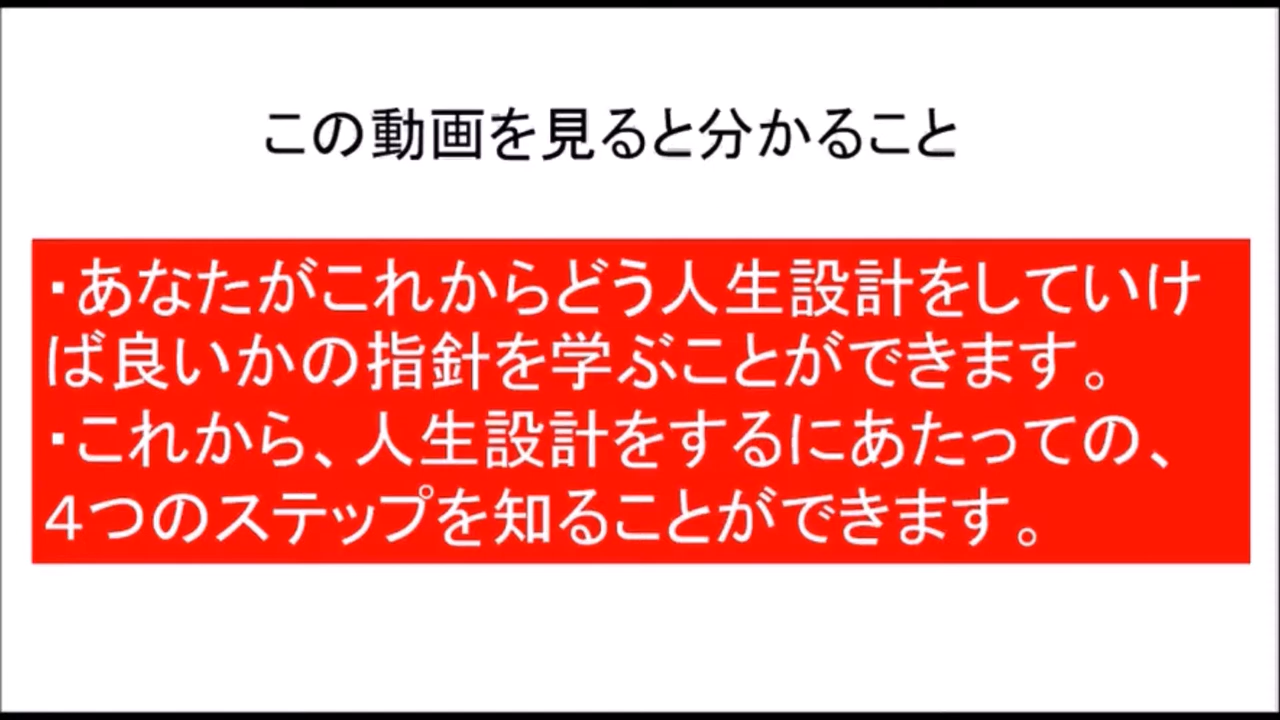 この動画を見ると分かること
・あなたがこれからどう人生設計をしていけ
ば良いかの指針を学ぶことができます。
・これから、人生設計をするにあたっての、
４つのステップを知ることができます。